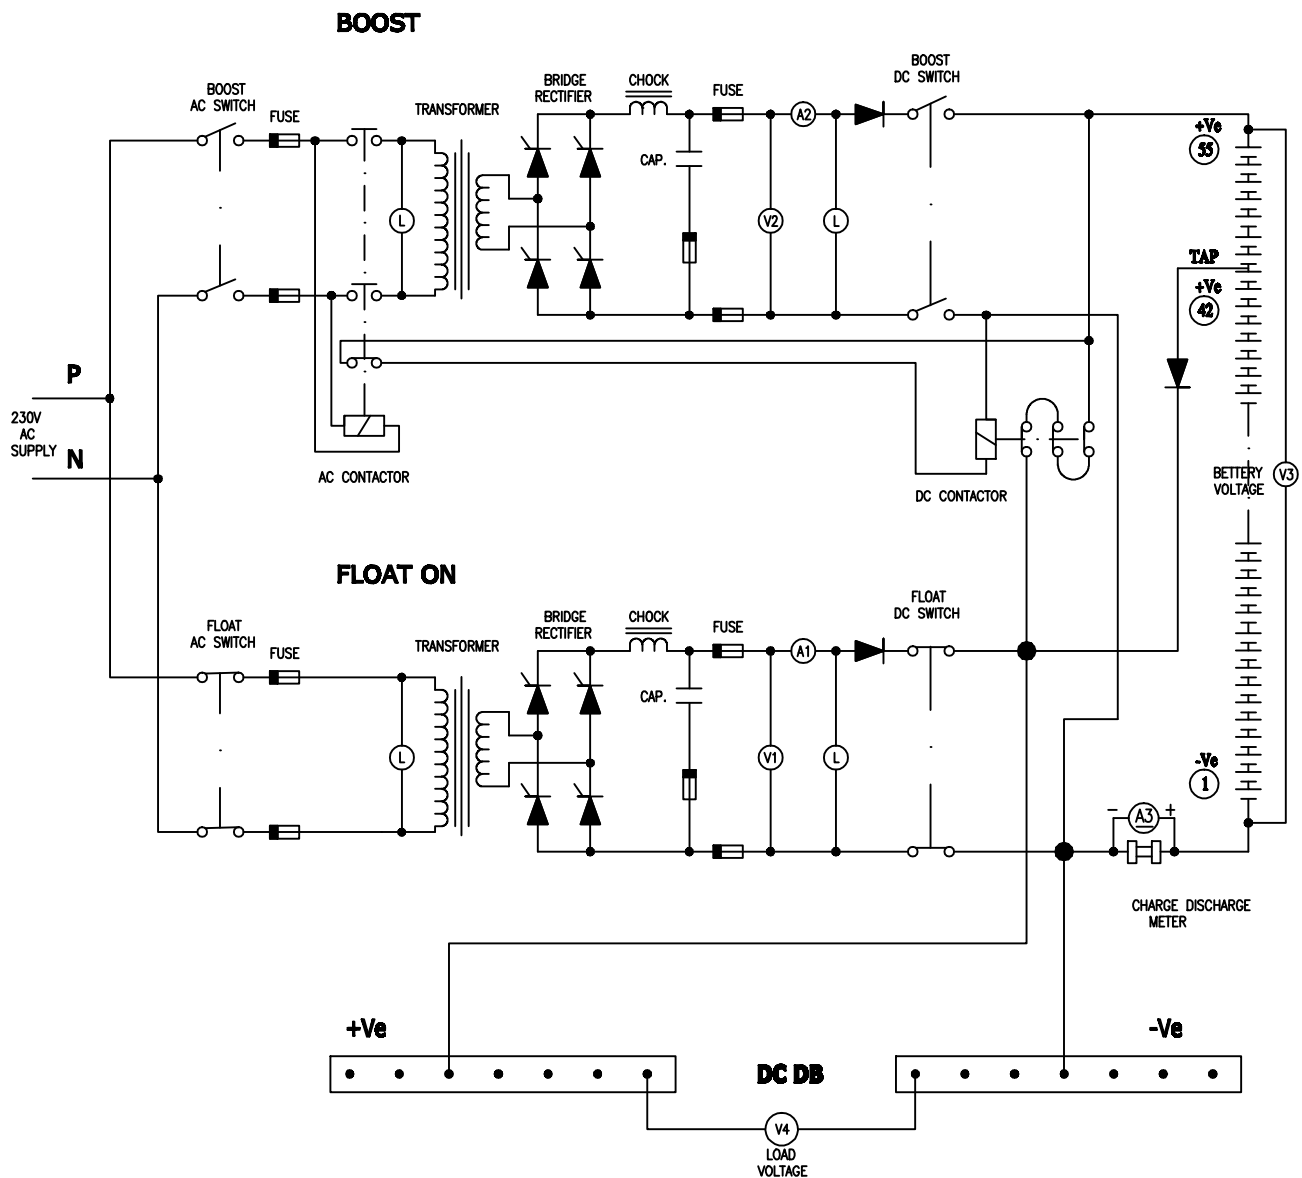 BOOST
BOOST
AC SWITCH
FUSE
TRANSFORMER
BRIDGE
RECTIFIER
CHOCK
FUSE
BOOST
DC SWITCH
A2
CAP.
L
V2
L
+Ve
55
TAP
+Ve
42
P
230V
AC
SUPPLY
N
AC CONTACTOR
DC CONTACTOR
BETTERY
VOLTAGE
V3
FLOAT ON
FLOAT
AC SWITCH
FUSE
TRANSFORMER
BRIDGE
RECTIFIER
CHOCK
FUSE
FLOAT
DC SWITCH
A1
CAP.
L
V1
L
-Ve
1
- A3 +
CHARGE DISCHARGE
METER
+Ve
-Ve
DC DB
V4
LOAD
VOLTAGE